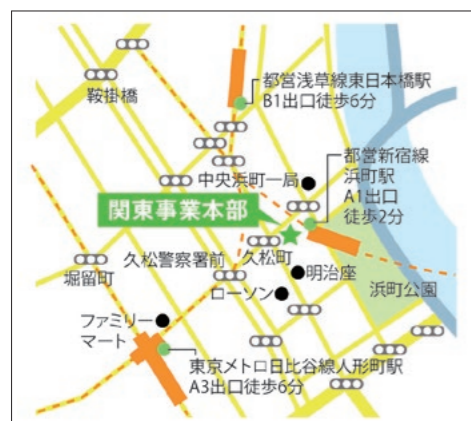 都営浅草線東日本橋駅
B1出口徒歩6分
鞍掛橋
都営新宿線
浜町駅
A1出口
徒歩2分
中央浜町一局
関東事業本部
久松町
久松警察署前
明治座
堀留町
ローソン
浜町公園
ファミリー
マート
東京メトロ日比谷線人形町駅
A3出口徒歩6分